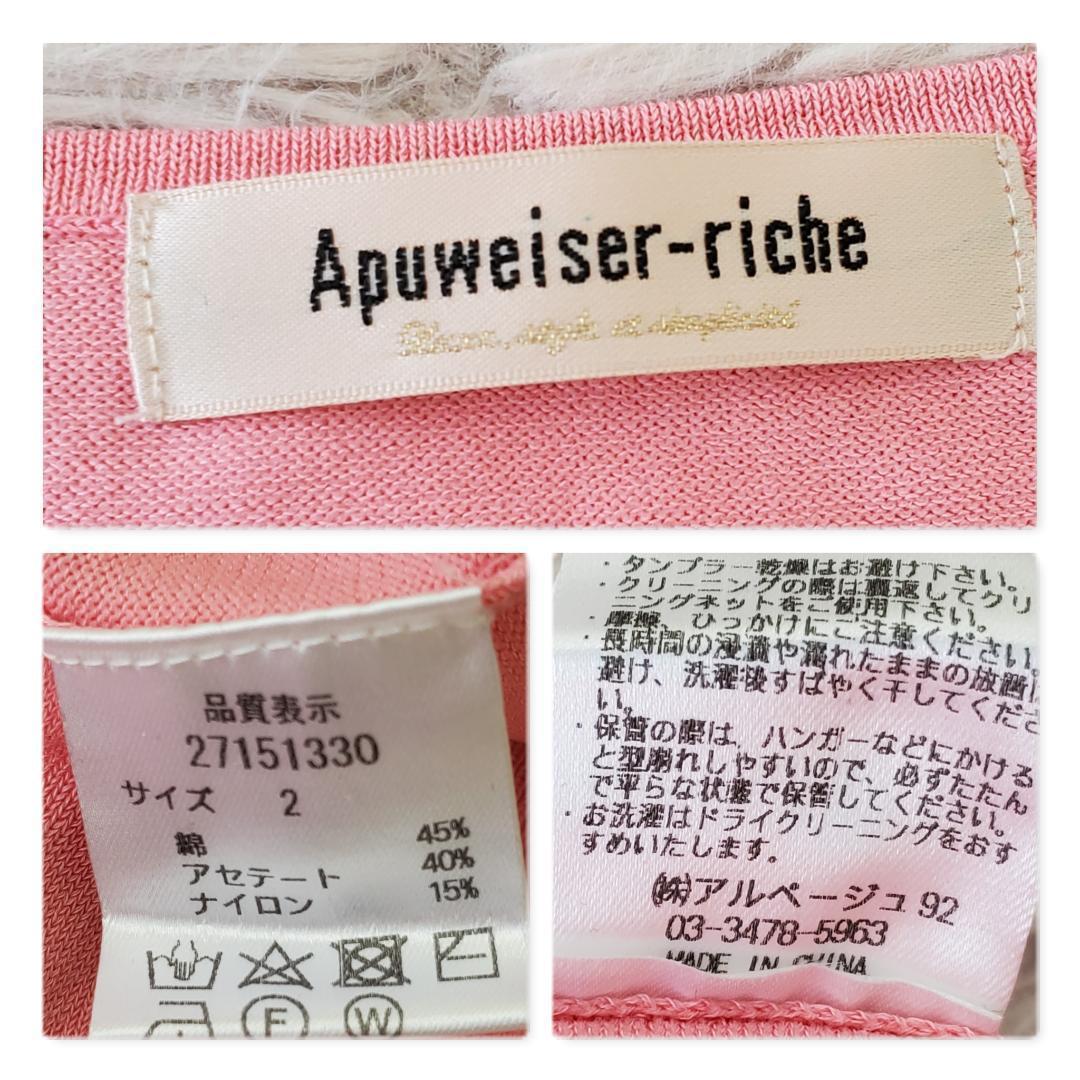 Apuweiser-riche
品質表示
27151330
サイズ 2
綿 45%
アセテート 40%
ナイロン 15%
F W
・タンブラー乾燥はお避け下さい。
・クリーニングの際は裏返してクリ
ーニングネットをご使用下さい。
・摩擦、ひっかけにご注意ください。
・長時間の浸漬や濡れたままの放置は
避け、洗濯後すばやく干してくださ
い。
・保管の際は、ハンガーなどにかける
と型崩れしやすいので、必ずたたん
で平らな状態で保管してください。
・お洗濯はドライクリーニングをおす
すめいたします。
㈱アルページュ 92
03-3478-5963
MADE IN CHINA